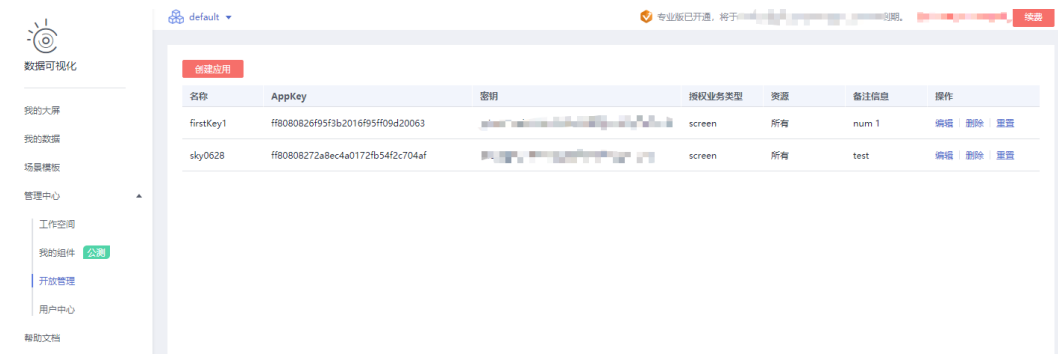 default
专业版已开通，将于
到期。
续费
数据可视化
创建应用
名称 AppKey 密钥 授权业务类型 资源 备注信息 操作
firstKey1 ff8080826f95f3b2016f95ff09d20063 screen 所有 num 1 编辑 删除 重置
sky0628 ff80808272a8ec4a0172fb54f2c704af screen 所有 test 编辑 删除 重置
我的大屏
我的数据
场景模板
管理中心
工作空间
我的组件 公测
开放管理
用户中心
帮助文档